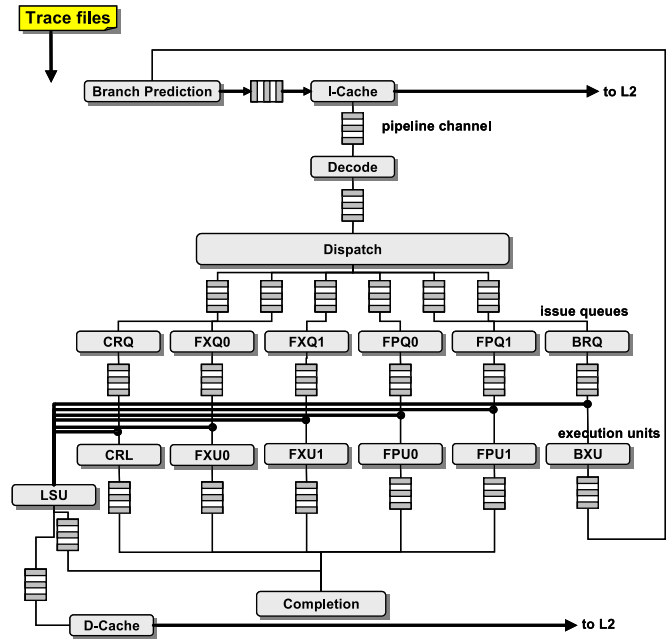 Trace files
Branch Prediction
I-Cache
to L2
pipeline channel
Decode
Dispatch
issue queues
CRQ
FXQ0
FXQ1
FPQ0
FPQ1
BRQ
execution units
CRL
FXU0
FXU1
FPU0
FPU1
BXU
LSU
Completion
D-Cache
to L2